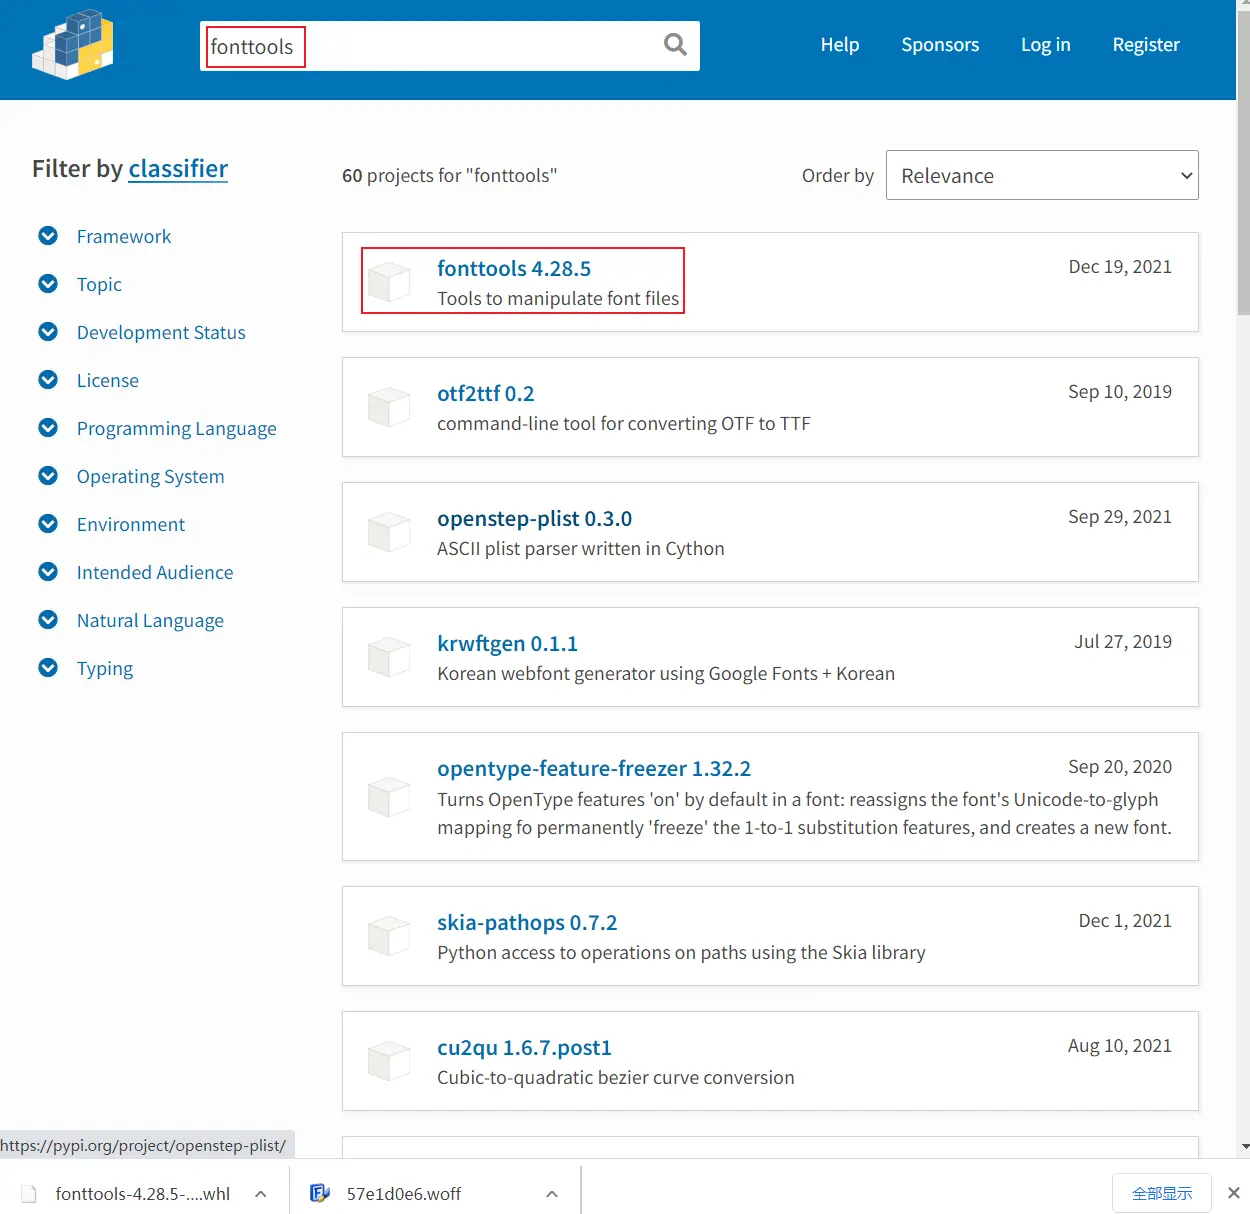 fonttools
Help
Sponsors
Log in
Register
Filter by classifier
Framework
Topic
Development Status
License
Programming Language
Operating System
Environment
Intended Audience
Natural Language
Typing
60 projects for "fonttools"
Order by
Relevance
fonttools 4.28.5
Dec 19, 2021
Tools to manipulate font files
otf2ttf 0.2
Sep 10, 2019
command-line tool for converting OTF to TTF
openstep-plist 0.3.0
Sep 29, 2021
ASCII plist parser written in Cython
krwftgen 0.1.1
Jul 27, 2019
Korean webfont generator using Google Fonts + Korean
opentype-feature-freezer 1.32.2
Sep 20, 2020
Turns OpenType features 'on' by default in a font: reassigns the font's Unicode-to-glyph
mapping fo permanently 'freeze' the 1-to-1 substitution features, and creates a new font.
skia-pathops 0.7.2
Dec 1, 2021
Python access to operations on paths using the Skia library
cu2qu 1.6.7.post1
Aug 10, 2021
Cubic-to-quadratic bezier curve conversion
https://pypi.org/project/openstep-plist/
fonttools-4.28.5-....whl
57e1d0e6.woff
全部显示